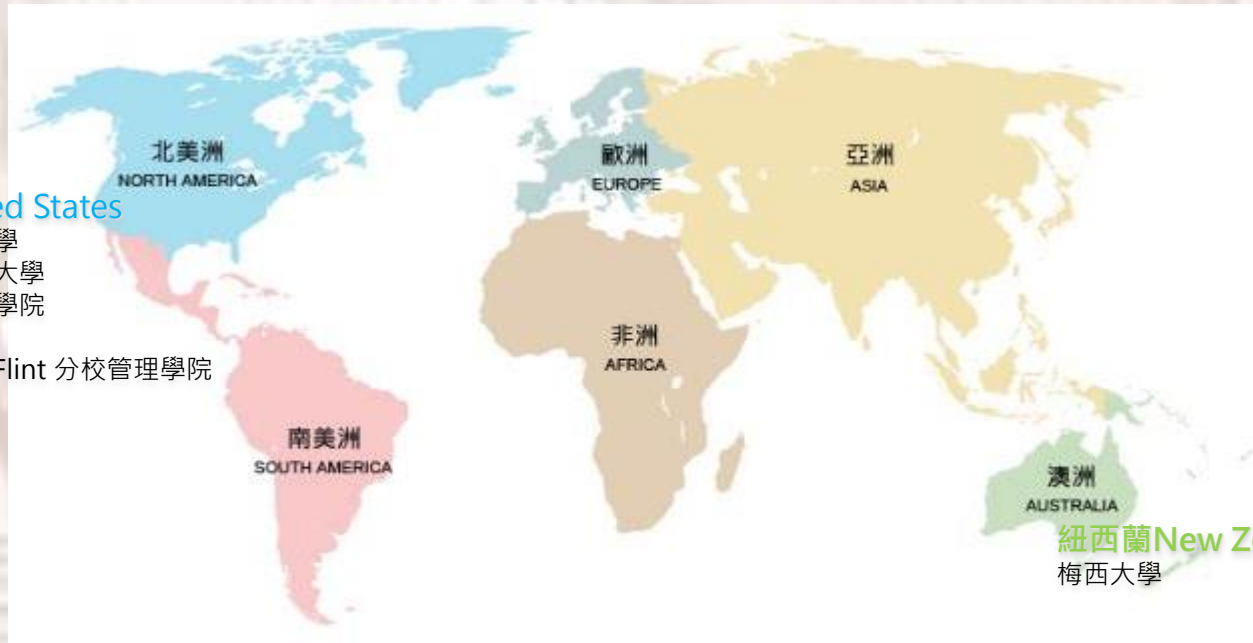 北美洲
NORTH AMERICA
歐洲
EUROPE
亞洲
ASIA
ed States
學
大學
學院
Flint 分校管理學院
非洲
AFRICA
南美洲
SOUTH AMERICA
澳洲
AUSTRALIA
紐西蘭New Z
梅西大學